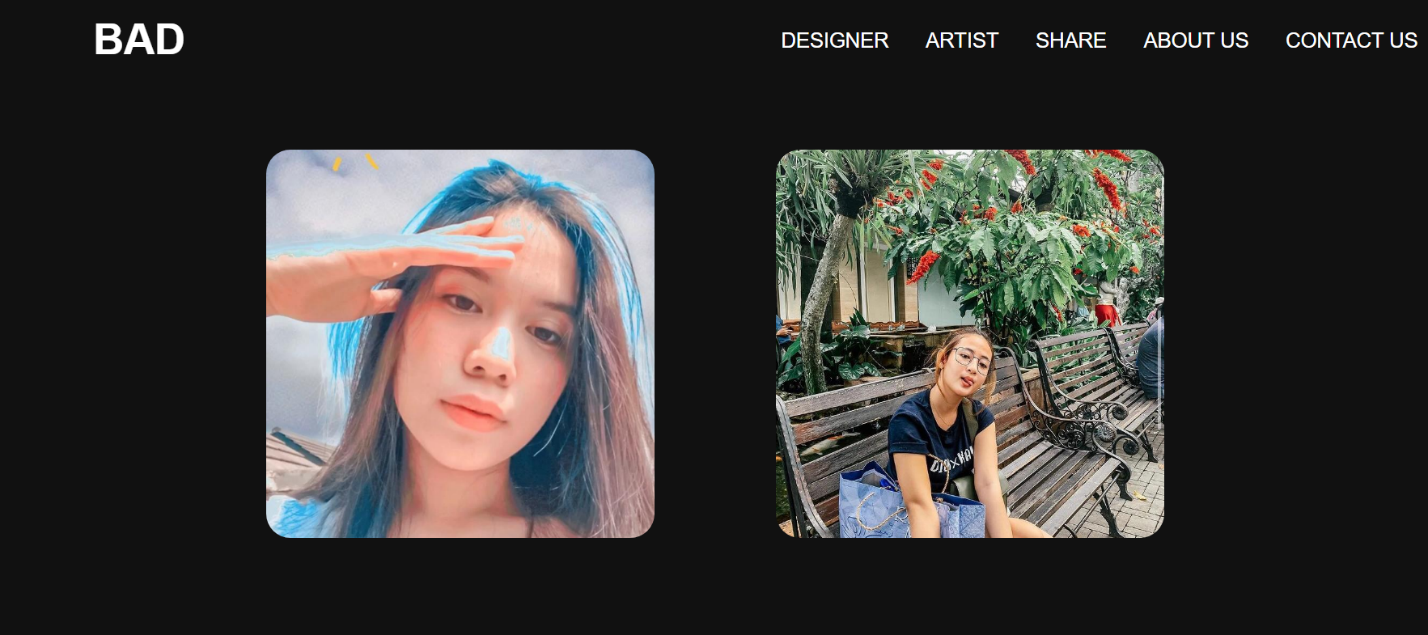 BAD
DESIGNER ARTIST SHARE ABOUT US CONTACT US